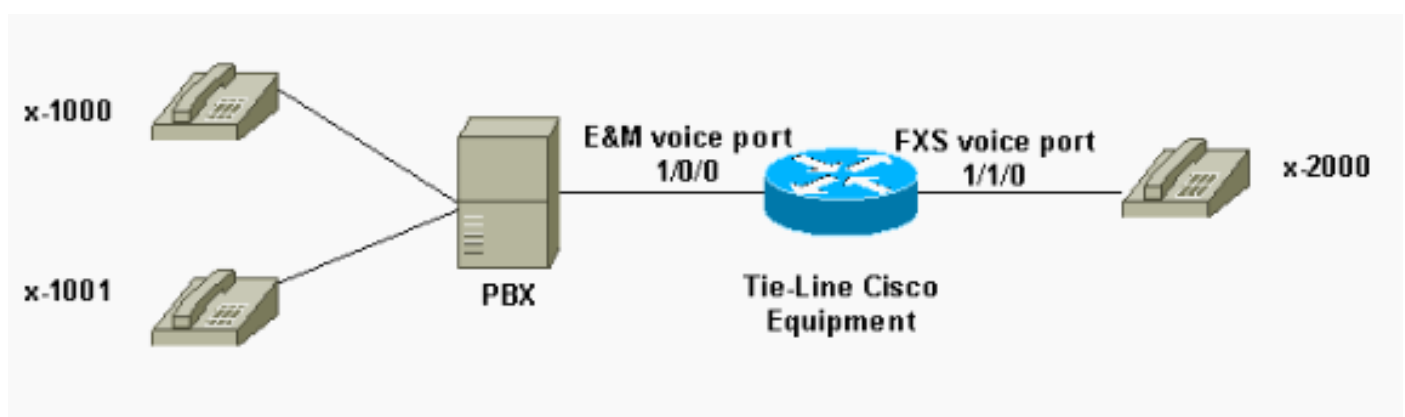 x-1000
E&M voice port
1/0/0
FXS voice port
1/1/0
x-2000
x-1001
PBX
Tie-Line Cisco
Equipment